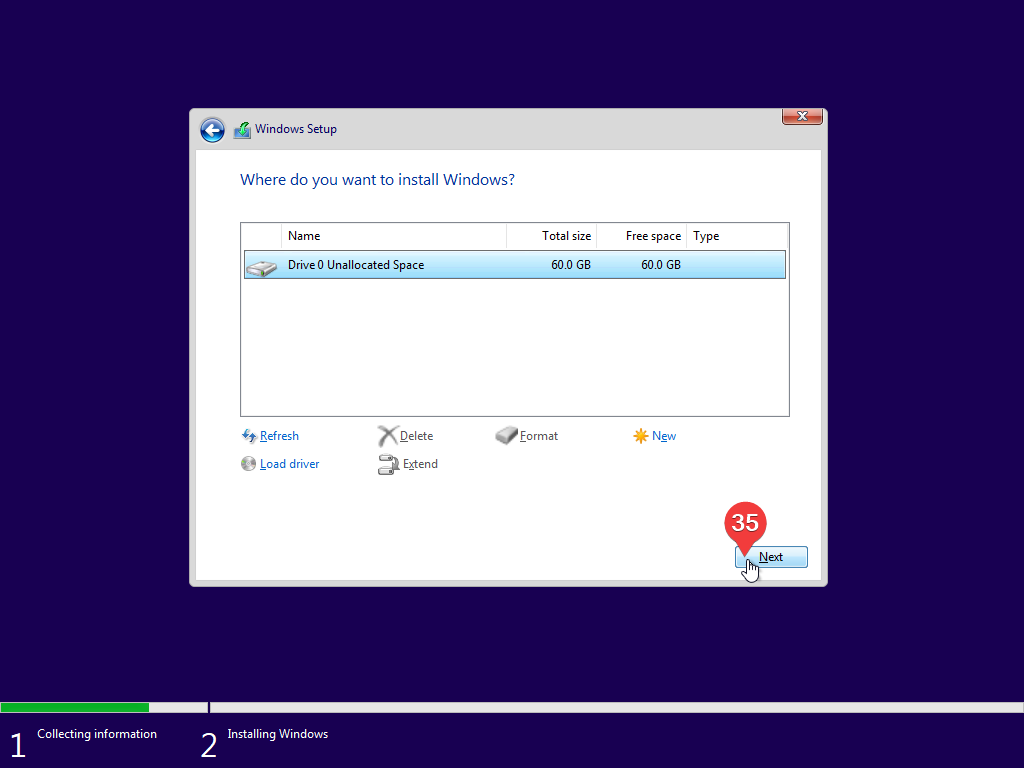 Windows Setup
Where do you want to install Windows?
Name Total size Free space Type
Drive 0 Unallocated Space 60.0 GB 60.0 GB
Refresh Delete Format New
Load driver Extend
35
Next
1 Collecting information 2 Installing Windows